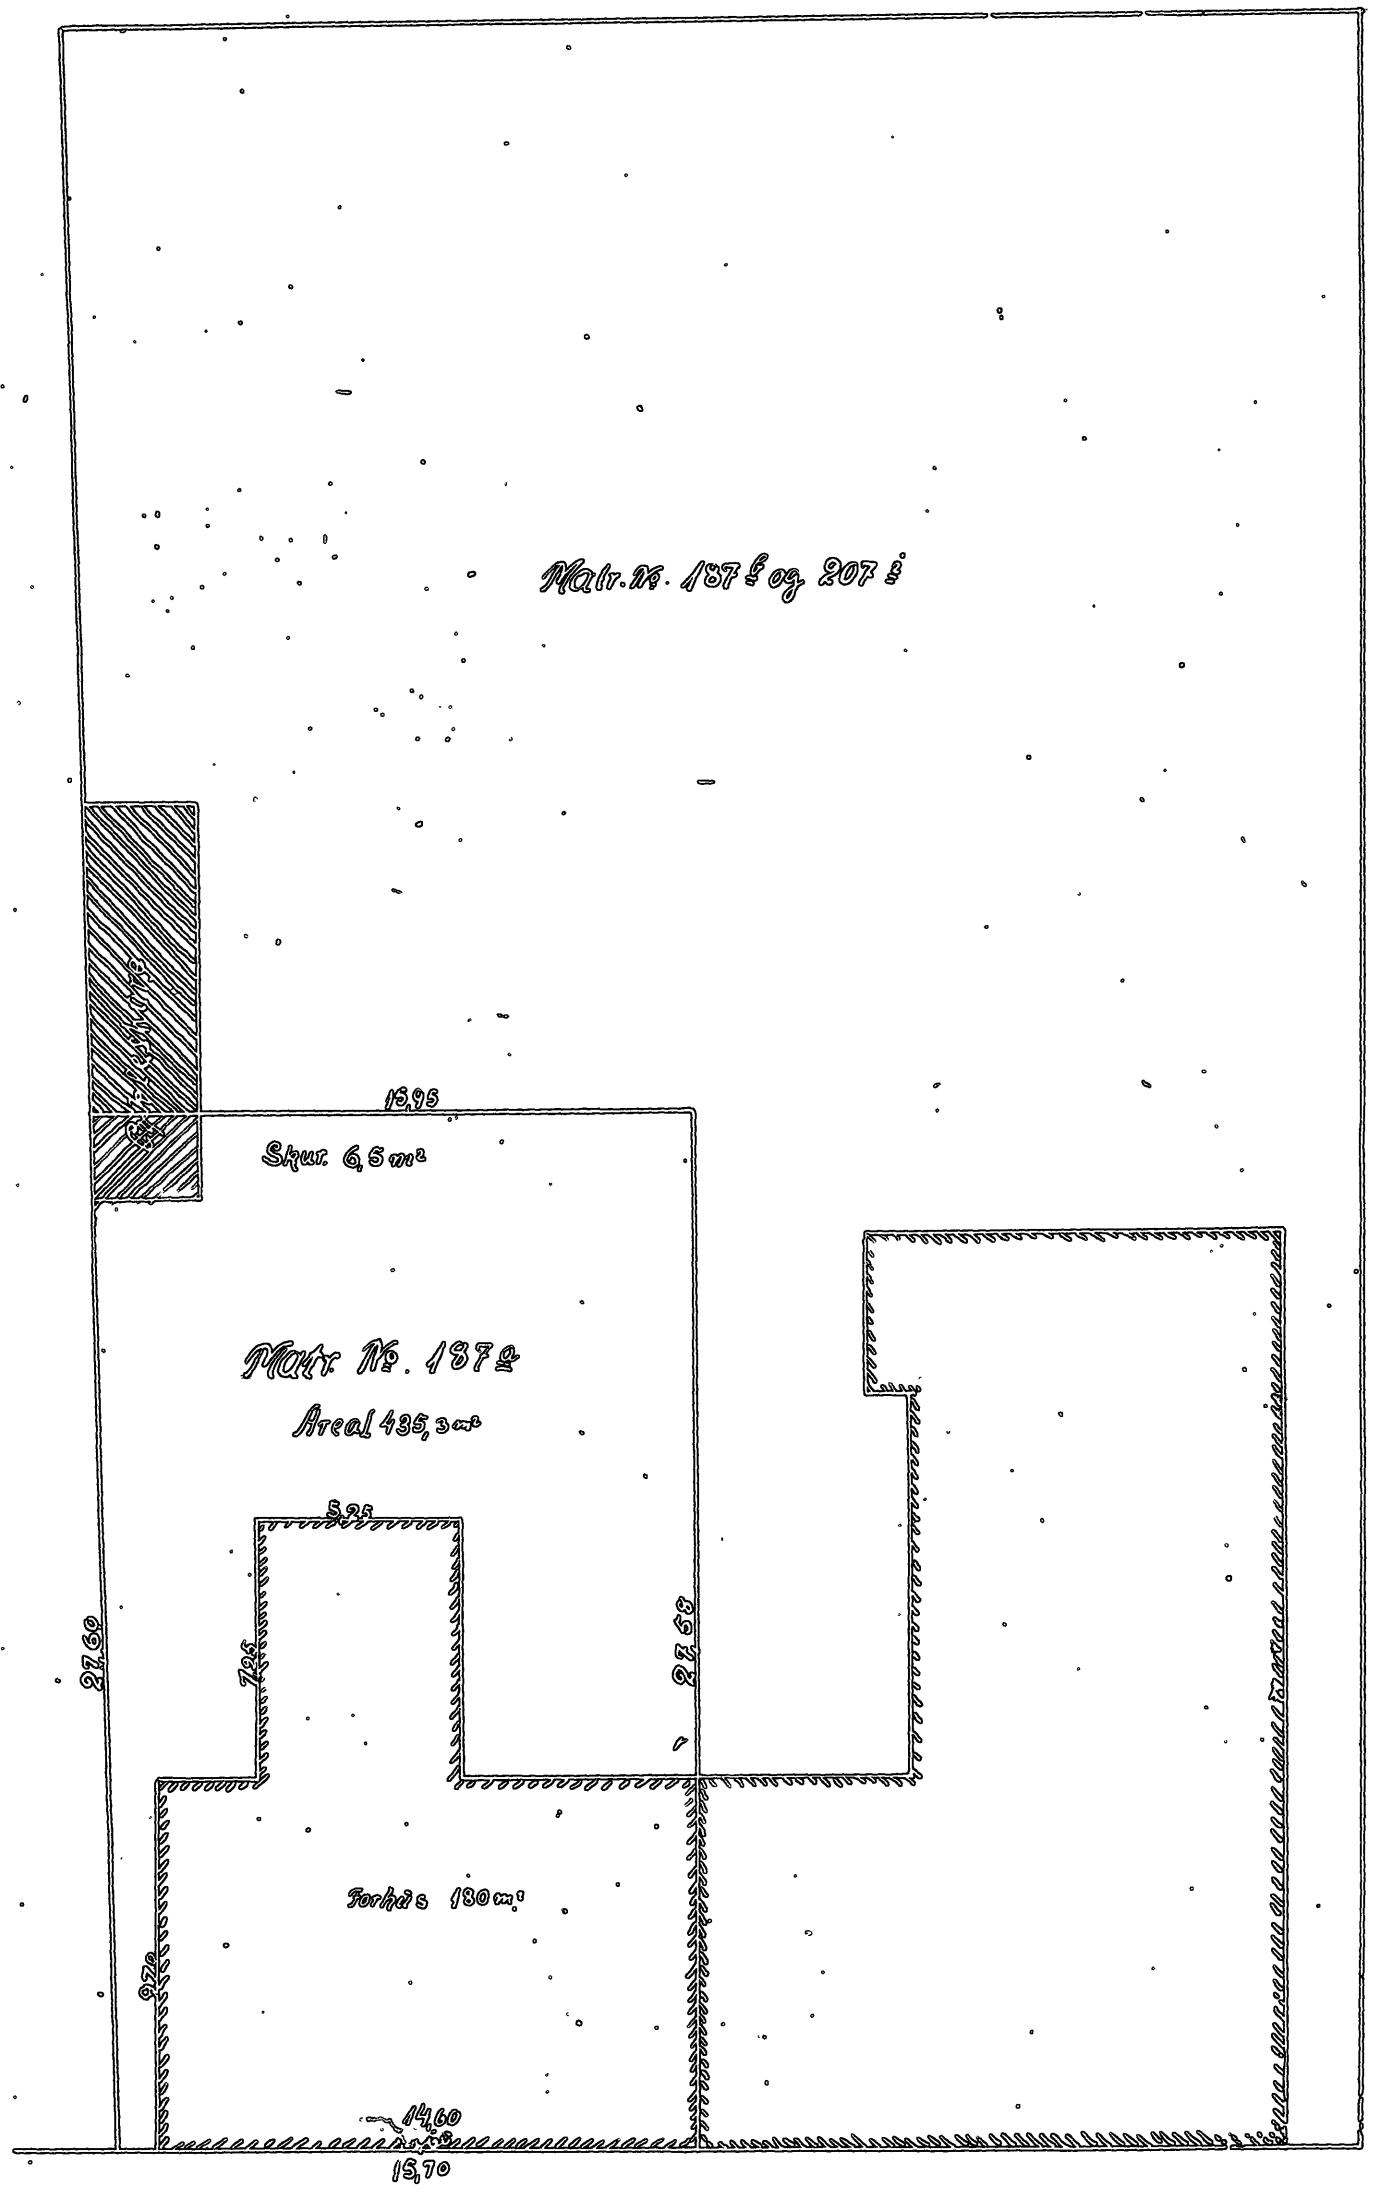 Matr. No. 187 f og 207 i
15,95
Skur. 6,5 m²
Matr. No. 187 a
Areal 435,3 m²
5,25
27,60
7,95
27,58
Forhus 180 m²
9,70
14,60
15,70